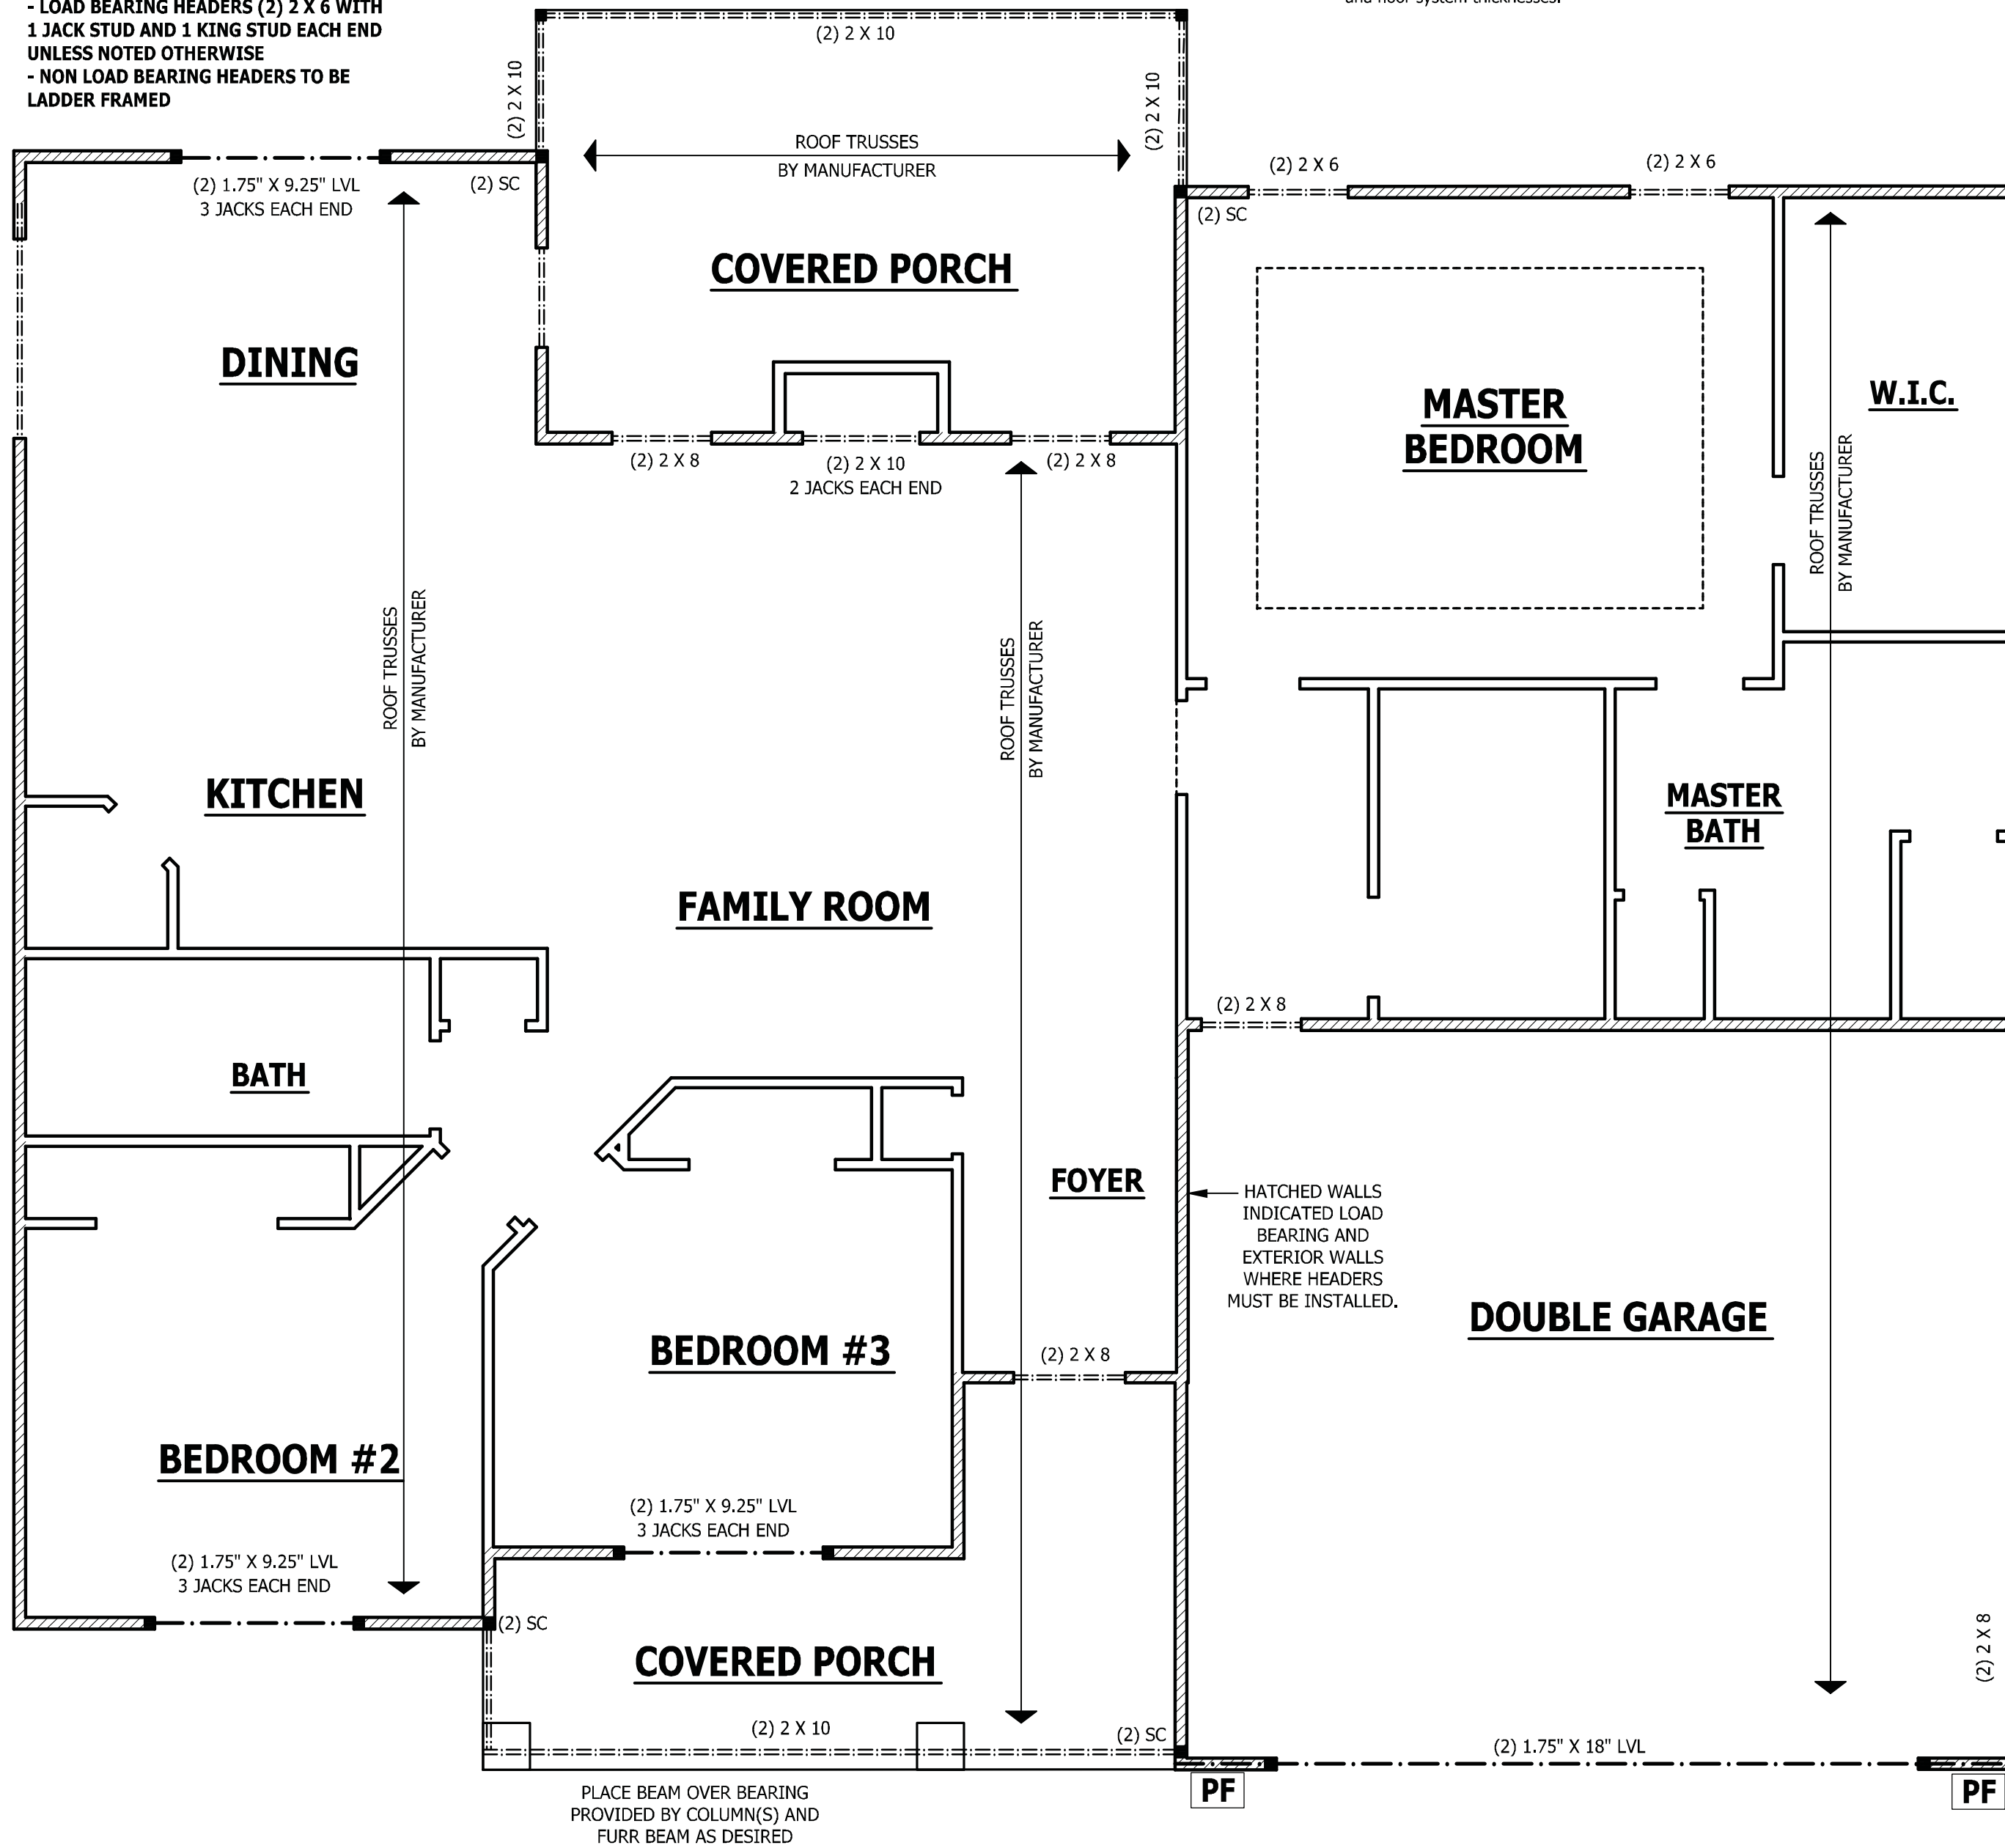 - LOAD BEARING HEADERS (2) 2 X 6 WITH
1 JACK STUD AND 1 KING STUD EACH END
UNLESS NOTED OTHERWISE
- NON LOAD BEARING HEADERS TO BE
LADDER FRAMED
and floor system thicknesses.
(2) 2 X 10
(2) 2 X 10
(2) 2 X 10
ROOF TRUSSES
BY MANUFACTURER
(2) 1.75" X 9.25" LVL
3 JACKS EACH END
(2) SC
(2) 2 X 6
(2) 2 X 6
(2) SC
COVERED PORCH
DINING
MASTER
BEDROOM
W.I.C.
(2) 2 X 8
(2) 2 X 10
2 JACKS EACH END
(2) 2 X 8
ROOF TRUSSES
BY MANUFACTURER
ROOF TRUSSES
BY MANUFACTURER
ROOF TRUSSES
BY MANUFACTURER
KITCHEN
MASTER
BATH
FAMILY ROOM
(2) 2 X 8
BATH
FOYER
HATCHED WALLS
INDICATED LOAD
BEARING AND
EXTERIOR WALLS
WHERE HEADERS
MUST BE INSTALLED.
DOUBLE GARAGE
BEDROOM #3
(2) 2 X 8
BEDROOM #2
(2) 1.75" X 9.25" LVL
3 JACKS EACH END
(2) 1.75" X 9.25" LVL
3 JACKS EACH END
(2) SC
COVERED PORCH
(2) 2 X 8
(2) 2 X 10
(2) SC
(2) 1.75" X 18" LVL
PF
PF
PLACE BEAM OVER BEARING
PROVIDED BY COLUMN(S) AND
FURR BEAM AS DESIRED